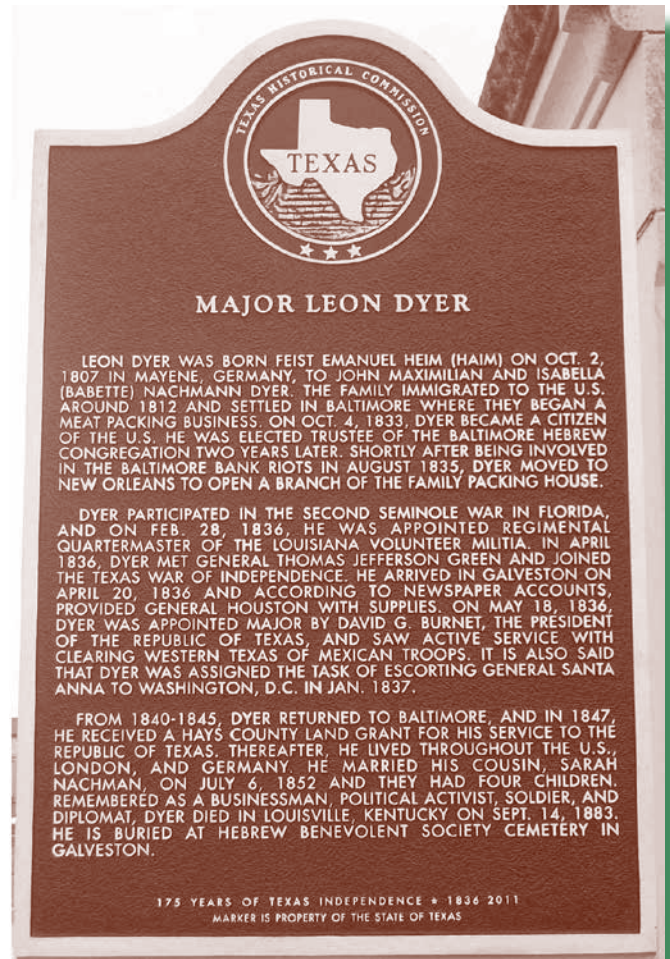 TEXAS HISTORICAL COMMISSION
TEXAS
MAJOR LEON DYER
LEON DYER WAS BORN FEIST EMANUEL HEIM (HAIM) ON OCT. 2,
1807 IN MAYENE, GERMANY, TO JOHN MAXIMILIAN AND ISABELLA
(BABETTE) NACHMANN DYER. THE FAMILY IMMIGRATED TO THE U.S.
AROUND 1812 AND SETTLED IN BALTIMORE WHERE THEY BEGAN A
MEAT PACKING BUSINESS. ON OCT. 4, 1833, DYER BECAME A CITIZEN
OF THE U.S. HE WAS ELECTED TRUSTEE OF THE BALTIMORE HEBREW
CONGREGATION TWO YEARS LATER. SHORTLY AFTER BEING INVOLVED
IN THE BALTIMORE BANK RIOTS IN AUGUST 1835, DYER MOVED TO
NEW ORLEANS TO OPEN A BRANCH OF THE FAMILY PACKING HOUSE.
DYER PARTICIPATED IN THE SECOND SEMINOLE WAR IN FLORIDA,
AND ON FEB. 28, 1836, HE WAS APPOINTED REGIMENTAL
QUARTERMASTER OF THE LOUISIANA VOLUNTEER MILITIA. IN APRIL
1836, DYER MET GENERAL THOMAS JEFFERSON GREEN AND JOINED
THE TEXAS WAR OF INDEPENDENCE. HE ARRIVED IN GALVESTON ON
APRIL 20, 1836 AND ACCORDING TO NEWSPAPER ACCOUNTS,
PROVIDED GENERAL HOUSTON WITH SUPPLIES. ON MAY 18, 1836,
DYER WAS APPOINTED MAJOR BY DAVID G. BURNET, THE PRESIDENT
OF THE REPUBLIC OF TEXAS, AND SAW ACTIVE SERVICE WITH
CLEARING WESTERN TEXAS OF MEXICAN TROOPS. IT IS ALSO SAID
THAT DYER WAS ASSIGNED THE TASK OF ESCORTING GENERAL SANTA
ANNA TO WASHINGTON, D.C. IN JAN. 1837.
FROM 1840-1845, DYER RETURNED TO BALTIMORE, AND IN 1847,
HE RECEIVED A HAYS COUNTY LAND GRANT FOR HIS SERVICE TO THE
REPUBLIC OF TEXAS. THEREAFTER, HE LIVED THROUGHOUT THE U.S.,
LONDON, AND GERMANY. HE MARRIED HIS COUSIN, SARAH
NACHMAN, ON JULY 6, 1852 AND THEY HAD FOUR CHILDREN.
REMEMBERED AS A BUSINESSMAN, POLITICAL ACTIVIST, SOLDIER, AND
DIPLOMAT, DYER DIED IN LOUISVILLE, KENTUCKY ON SEPT. 14, 1883.
HE IS BURIED AT HEBREW BENEVOLENT SOCIETY CEMETERY IN
GALVESTON.
175 YEARS OF TEXAS INDEPENDENCE ★ 1836 2011
MARKER IS PROPERTY OF THE STATE OF TEXAS